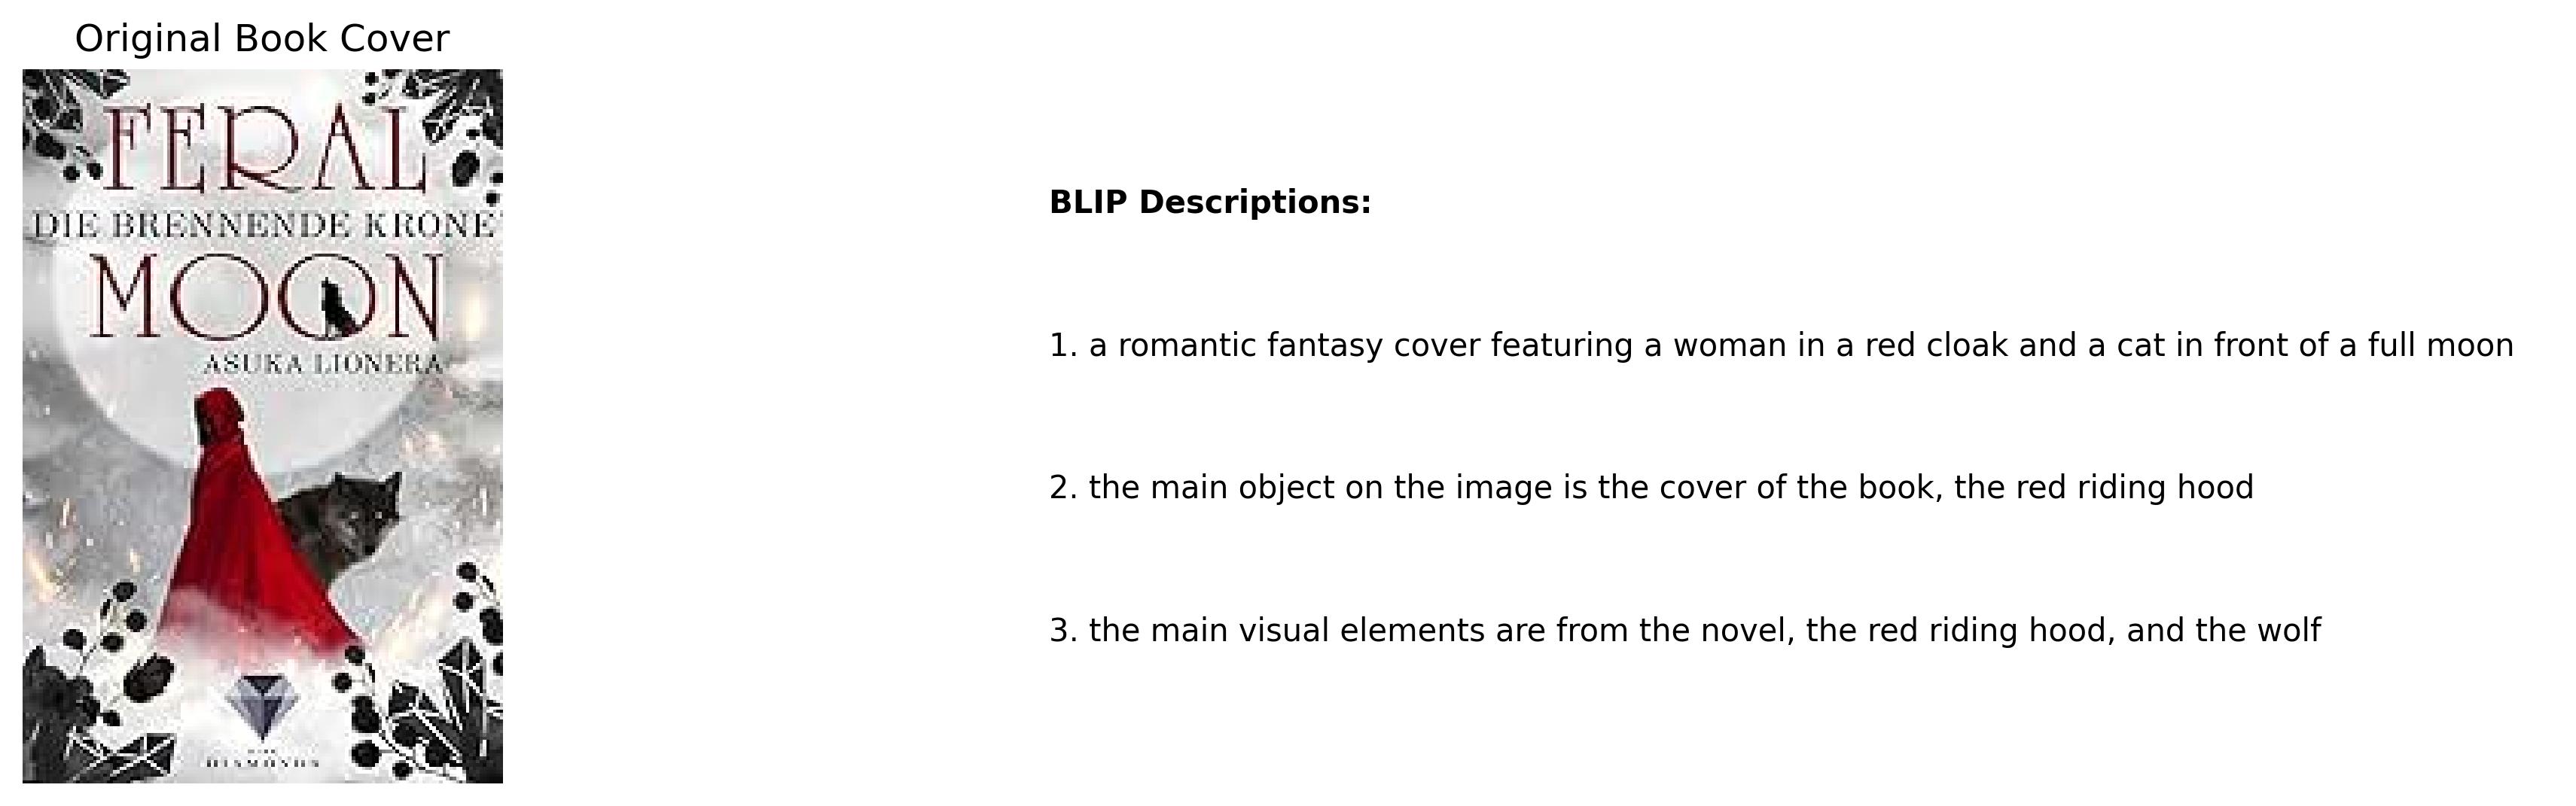 Original Book Cover
FERAL
DIE BRENNENDE KRONE
MOON
ASUKA LIONERA
DIAMONDS
BLIP Descriptions:
1. a romantic fantasy cover featuring a woman in a red cloak and a cat in front of a full moon
2. the main object on the image is the cover of the book, the red riding hood
3. the main visual elements are from the novel, the red riding hood, and the wolf